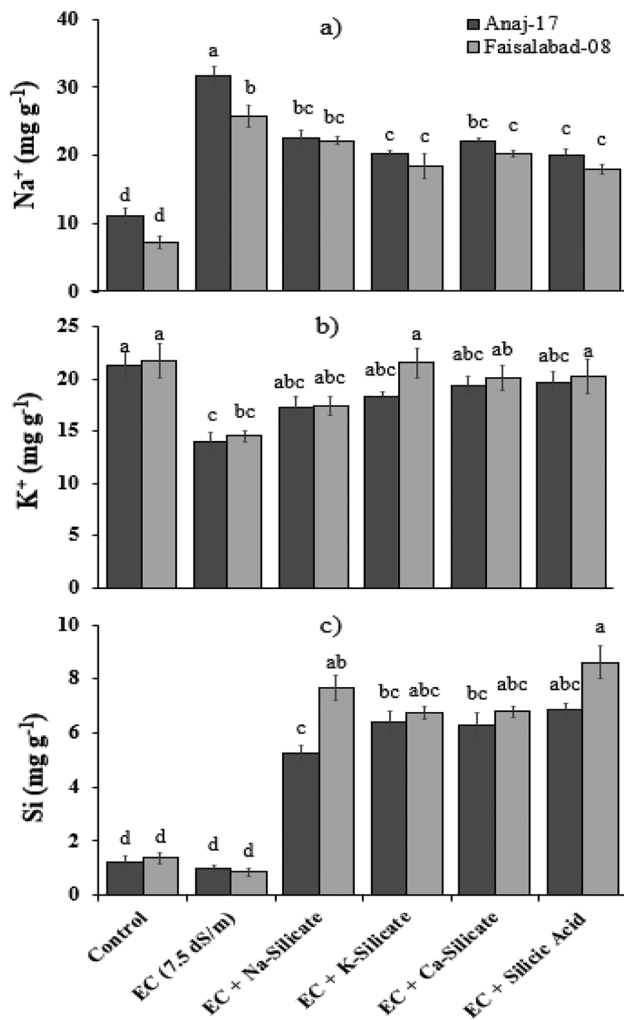 a)
Anaj-17
Faisalabad-08
Na⁺ (mg g⁻¹)
40
30
20
10
0
d d a b bc bc c c bc c c c
b)
K⁺ (mg g⁻¹)
25
20
15
10
5
0
a a c bc abc abc abc a abc ab abc a
c)
Si (mg g⁻¹)
10
8
6
4
2
0
d d d d c ab bc abc bc abc abc a
Control
EC (7.5 dS/m)
EC + Na-Silicate
EC + K-Silicate
EC + Ca-Silicate
EC + Silicic Acid